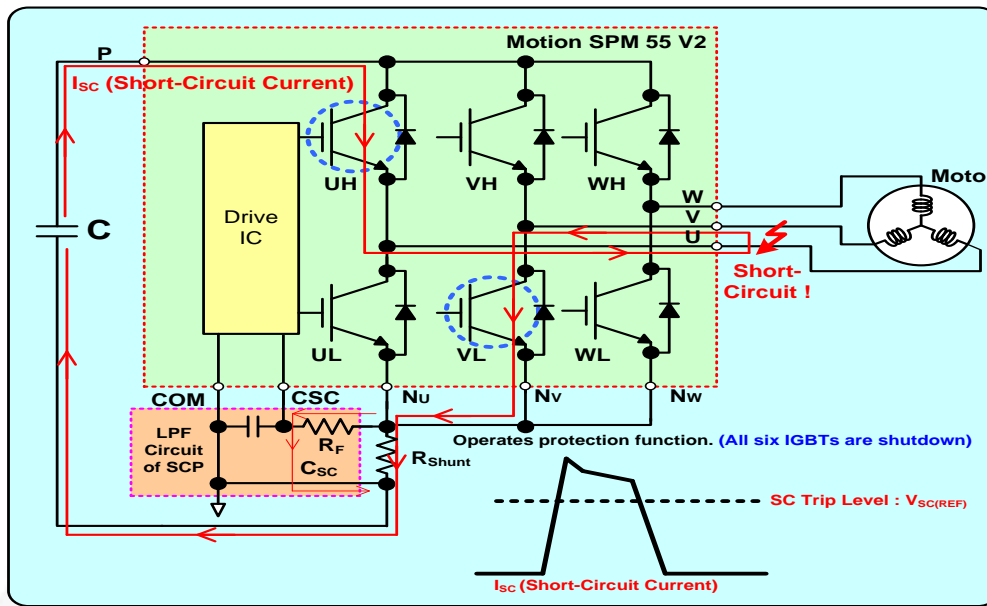 Motion SPM 55 V2
P
ISC (Short-Circuit Current)
UH
VH
WH
Drive
IC
C
W
V
U
Moto
Short-
Circuit !
UL
VL
WL
COM
CSC
NU
NV
NW
LPF
Circuit
of SCP
RF
CSC
RShunt
Operates protection function. (All six IGBTs are shutdown)
SC Trip Level : VSC(REF)
ISC (Short-Circuit Current)